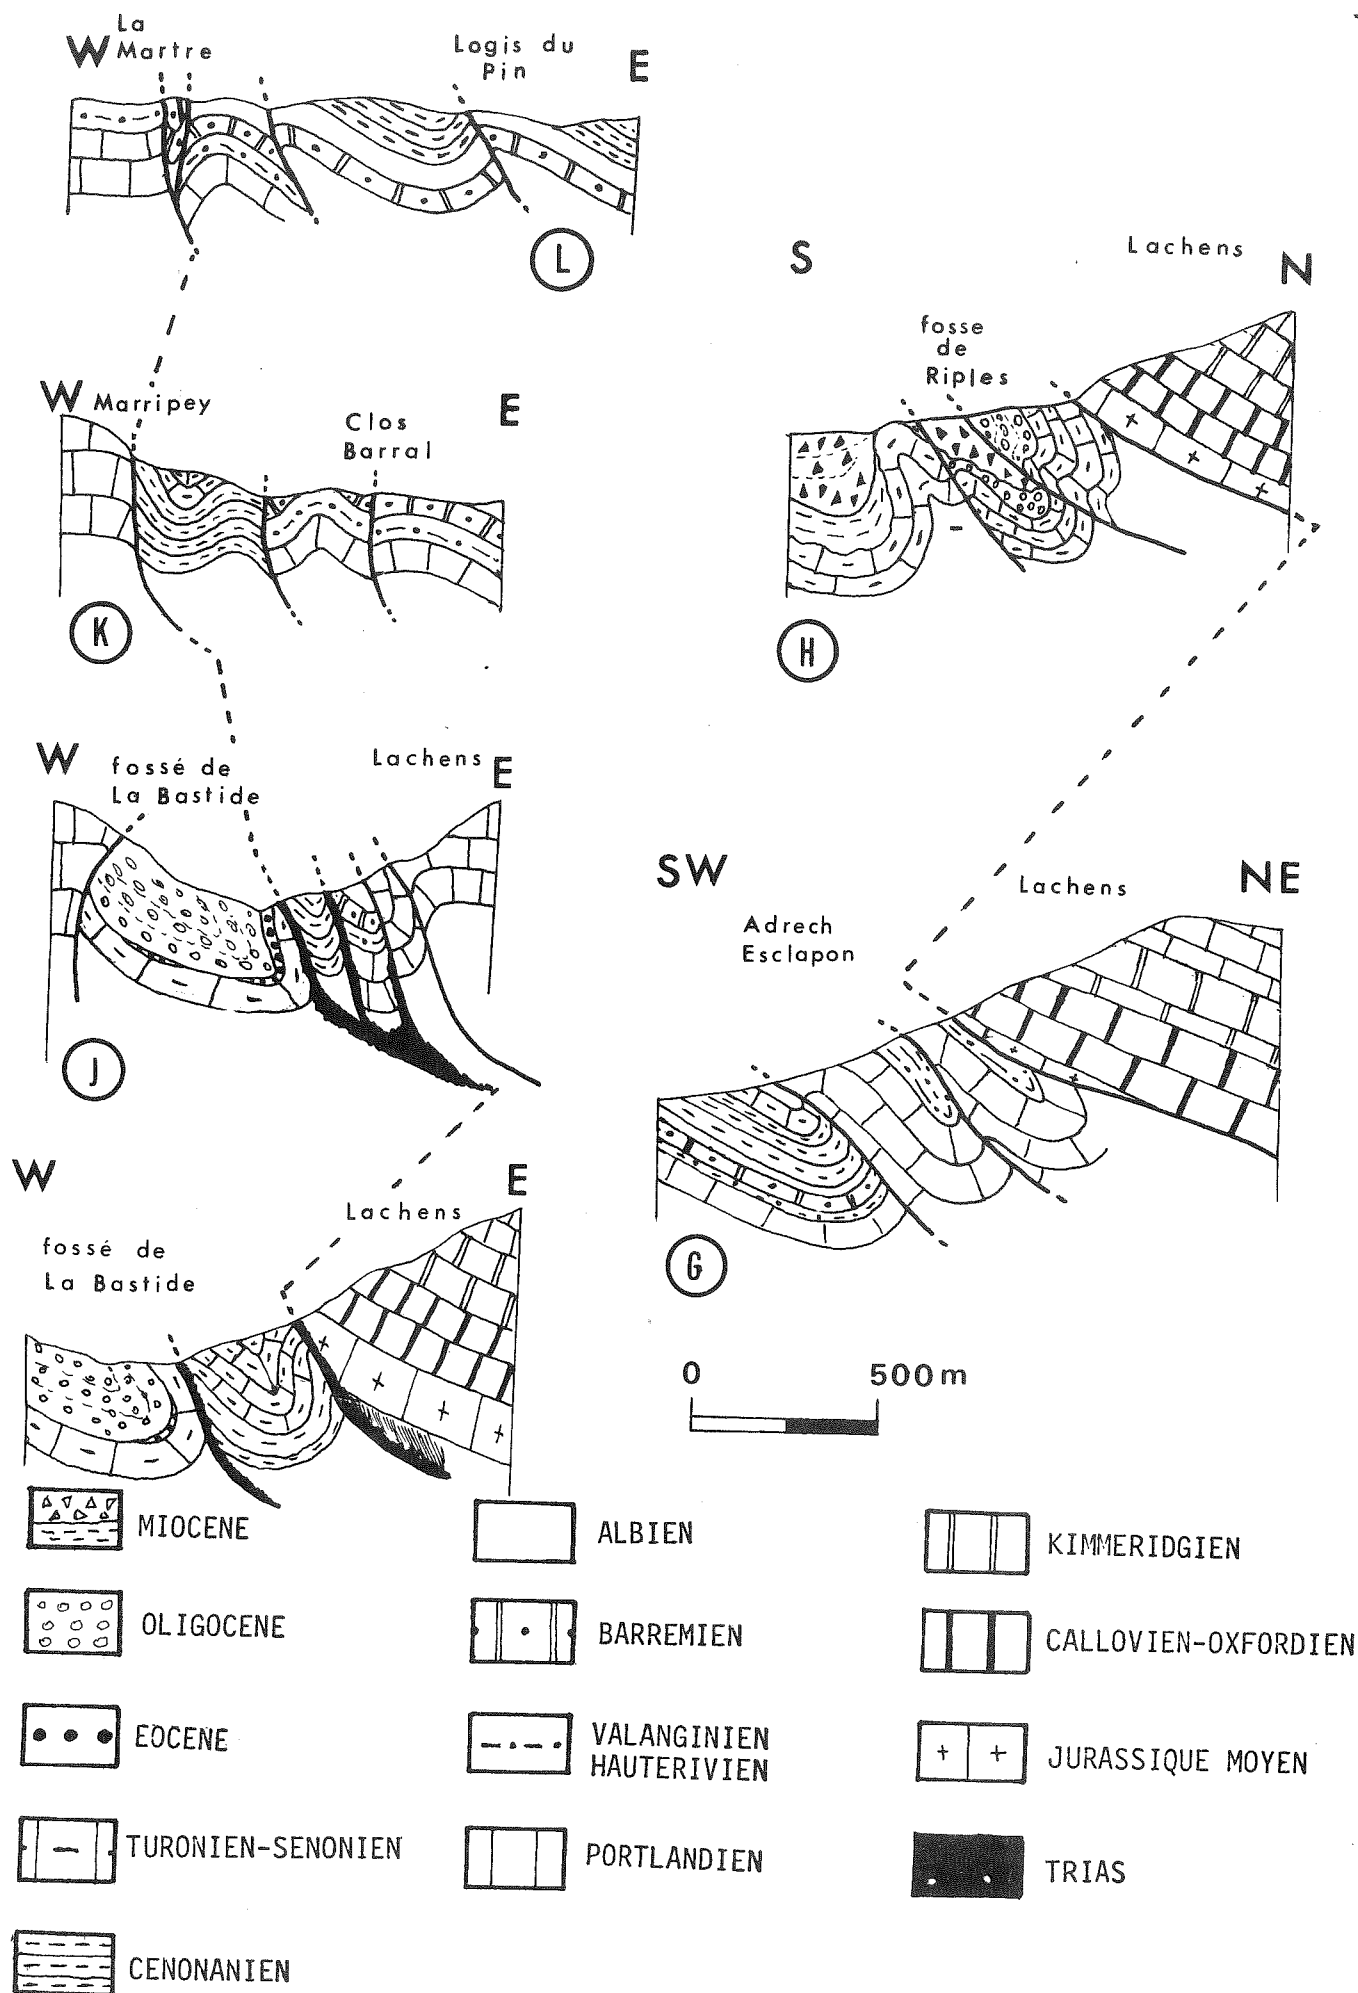 W
La
Martre
Logis du
Pin
E
L
W
Marripey
Clos
Barral
E
K
W
fossé de
La Bastide
Lachens
E
J
W
fossé de
La Bastide
Lachens
E
S
Lachens
N
fosse
de
Riples
H
SW
Adrech
Esclapon
Lachens
NE
G
0 500m
MIOCENE
OLIGOCENE
EOCENE
TURONIEN-SENONIEN
CENONANIEN
ALBIEN
BARREMIEN
VALANGINIEN
HAUTERIVIEN
PORTLANDIEN
KIMMERIDGIEN
CALLOVIEN-OXFORDIEN
JURASSIQUE MOYEN
TRIAS